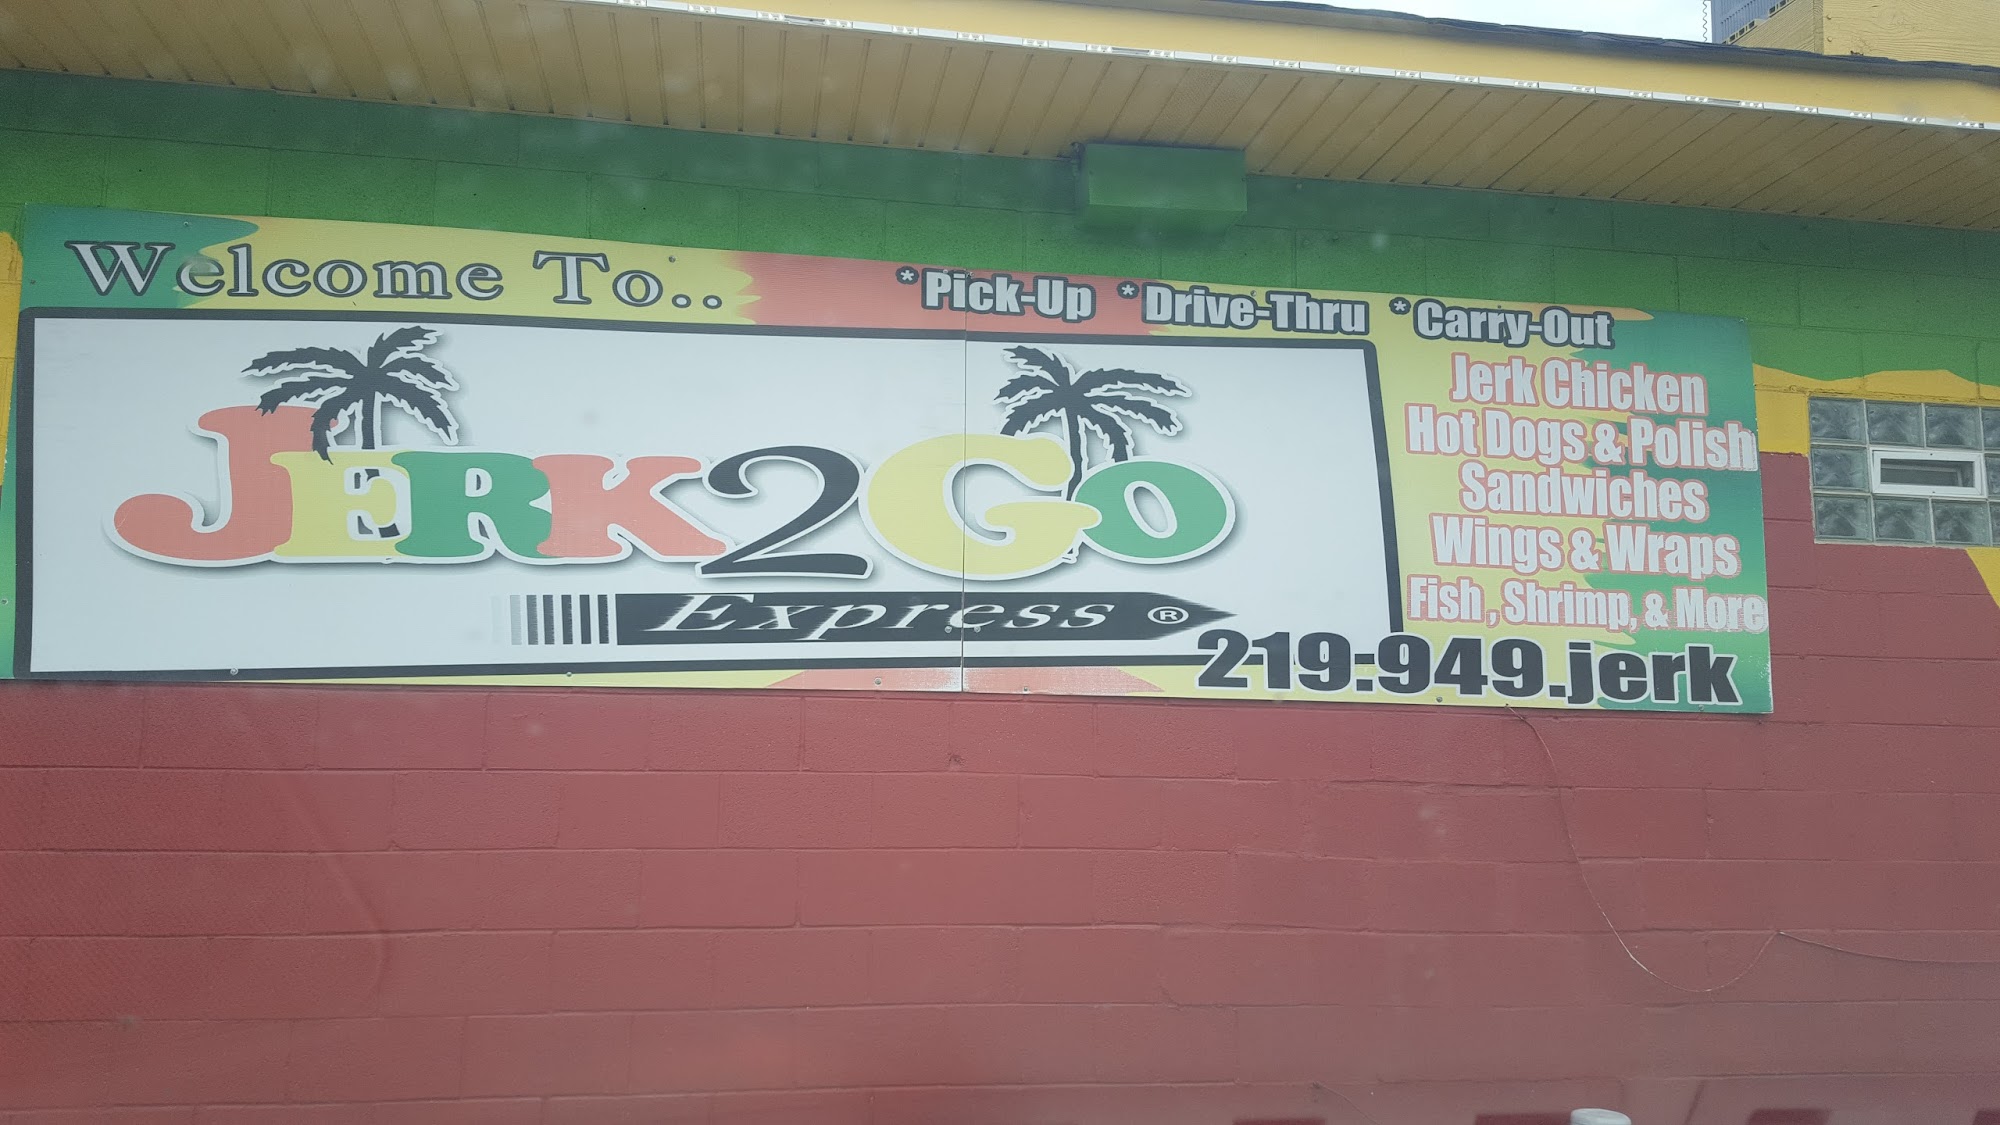 Welcome To..
*Pick-Up *Drive-Thru *Carry-Out
Jerk2Go
Express ®
Jerk Chicken
Hot Dogs & Polish
Sandwiches
Wings & Wraps
Fish, Shrimp, & More
219:949.jerk